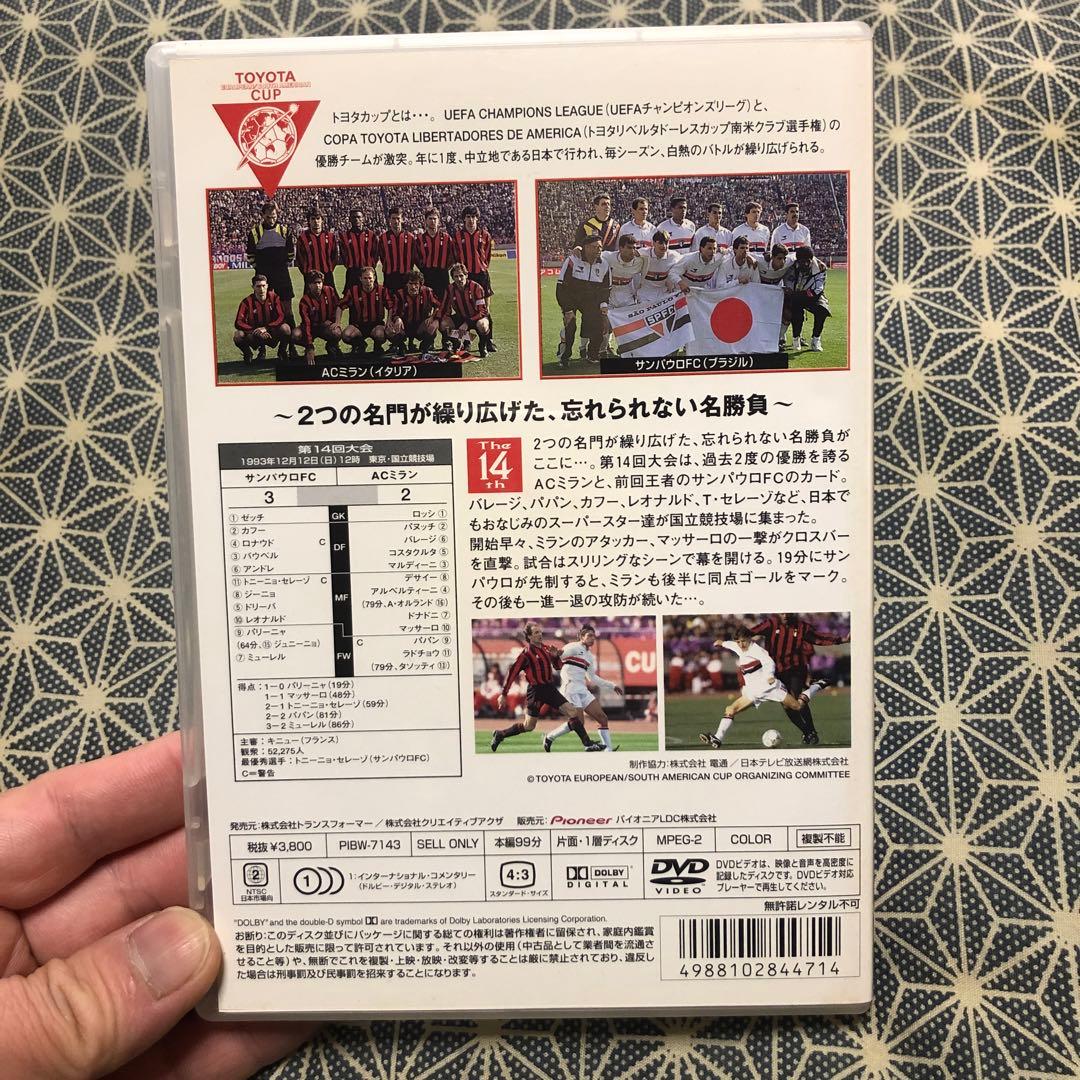 TOYOTA
EUROPEAN/SOUTH AMERICAN
CUP
トヨタカップとは・・・。 UEFA CHAMPIONS LEAGUE（UEFAチャンピオンズリーグ）と、
COPA TOYOTA LIBERTADORES DE AMERICA（トヨタリベルタドーレスカップ南米クラブ選手権）の
優勝チームが激突。年に1度、中立地である日本で行われ、毎シーズン、白熱のバトルが繰り広げられる。
SÃO PAULO
SPFC
ACミラン（イタリア）
サンパウロFC（ブラジル）
〜2つの名門が繰り広げた、忘れられない名勝負〜
第14回大会
1993年12月12日（日）12時 東京・国立競技場
サンパウロFC ACミラン
3 2
①ゼッチ GK ロッシ①
②カフー パヌッチ②
④ロナウド C DF バレージ⑥
③バウベル コスタクルタ⑤
⑥アンドレ マルディーニ③
⑪トニーニョ・セレーゾ C デサイー⑧
⑧ジーニョ MF アルベルティーニ④
⑤ドリーバ （79分、A・オルランド⑯）
⑩レオナルド ドナドニ⑦
⑨パリーニャ マッサーロ⑩
（64分、⑮ジュニーニョ） C パパン⑨
⑦ミューレル FW ラドチョウ⑪
（79分、タソッティ⑬）
得点：1－0 パリーニャ（19分）
1－1 マッサーロ（48分）
2－1 トニーニョ・セレーゾ（59分）
2－2 パパン（81分）
3－2 ミューレル（86分）
主審：キニュー（フランス）
観衆：52,275人
最優秀選手：トニーニョ・セレーゾ（サンパウロFC）
C＝警告
The
14
th
2つの名門が繰り広げた、忘れられない名勝負が
ここに…。第14回大会は、過去2度の優勝を誇る
ACミランと、前回王者のサンパウロFCのカード。
バレージ、パパン、カフー、レオナルド、T・セレーゾなど、日本で
もおなじみのスーパースター達が国立競技場に集まった。
開始早々、ミランのアタッカー、マッサーロの一撃がクロスバー
を直撃。試合はスリリングなシーンで幕を開ける。19分にサン
パウロが先制すると、ミランも後半に同点ゴールをマーク。
その後も一進一退の攻防が続いた…。
CU
制作協力：株式会社 電通／日本テレビ放送網株式会社
© TOYOTA EUROPEAN/SOUTH AMERICAN CUP ORGANIZING COMMITTEE
発売元：株式会社トランスフォーマー／株式会社クリエイティブアクザ 販売元：Pioneer パイオニアLDC株式会社
税抜 ¥3,800 PIBW-7143 SELL ONLY 本編99分 片面・1層ディスク MPEG-2 COLOR 複製不能
2
NTSC
日本市場向
1
1：インターナショナル・コメンタリー
（ドルビー・デジタル・ステレオ）
4:3
スタンダード・サイズ
DOLBY
DIGITAL
DVD
VIDEO
DVDビデオは、映像と音声を高密度に
記録したディスクです。DVDビデオ対応
プレーヤーで再生してください。
無許諾レンタル不可
"DOLBY" and the double-D symbol are trademarks of Dolby Laboratories Licensing Corporation.
お断り：このディスク並びにパッケージに関する総ての権利は著作権者に留保され、家庭内鑑賞
を目的とした販売に限って許可されています。それ以外の使用（中古品として業者間を流通さ
せること等）や、無断でこれを複製・上映・放映・改変等することは厳に禁止されており、違反し
た場合は刑事罰及び民事罰を招来することになります。
4988102844714